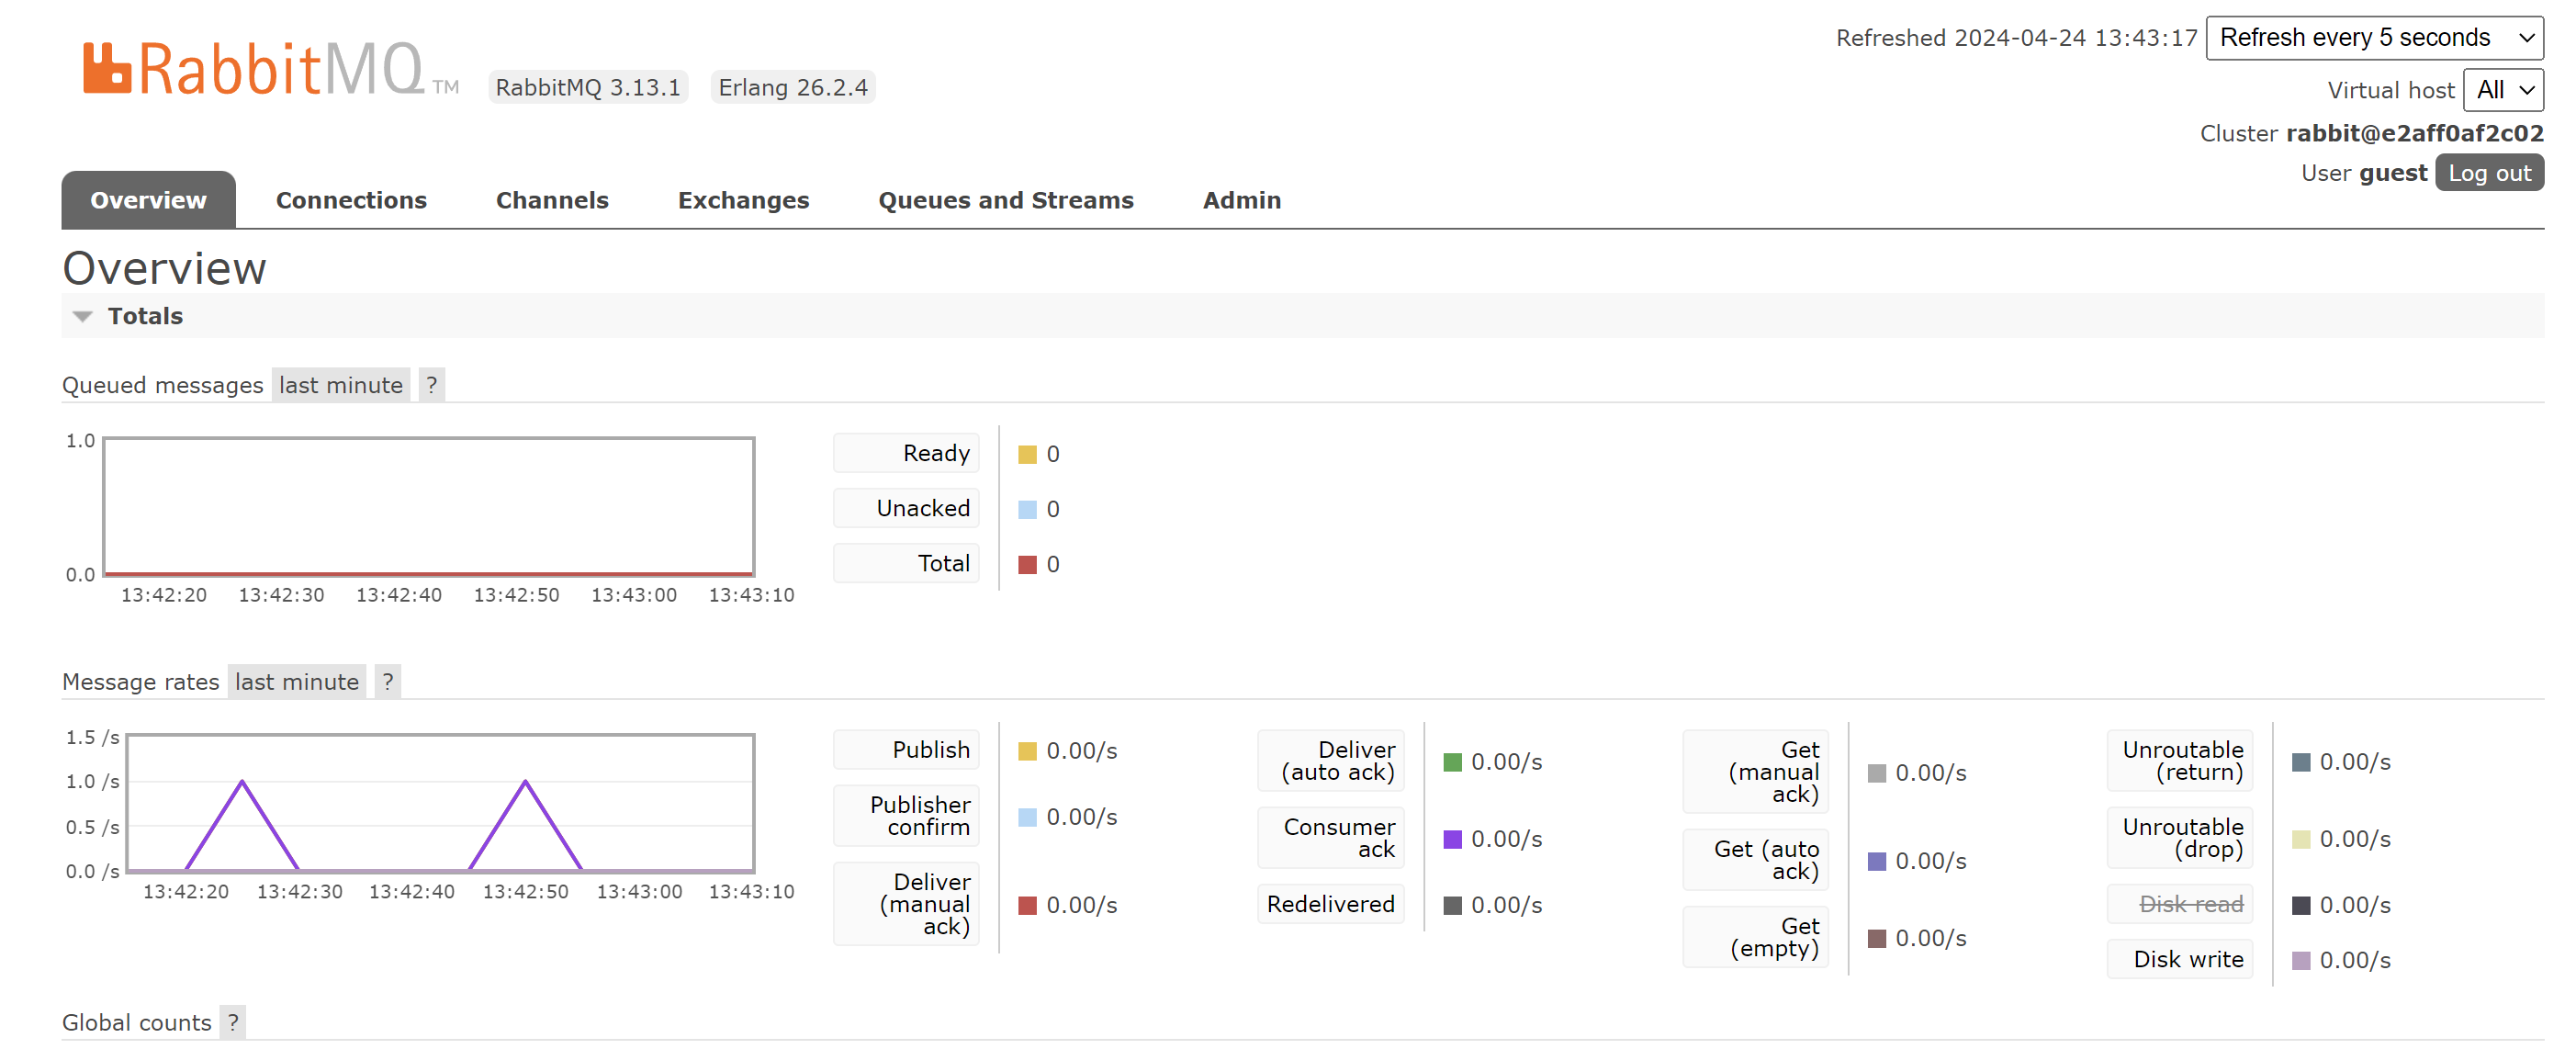 RabbitMQ TM
RabbitMQ 3.13.1 Erlang 26.2.4
Refreshed 2024-04-24 13:43:17 Refresh every 5 seconds
Virtual host All
Cluster rabbit@e2aff0af2c02
User guest Log out
Overview Connections Channels Exchanges Queues and Streams Admin
Overview
Totals
Queued messages last minute ?
1.0
0.0
13:42:20 13:42:30 13:42:40 13:42:50 13:43:00 13:43:10
Ready 0
Unacked 0
Total 0
Message rates last minute ?
1.5 /s
1.0 /s
0.5 /s
0.0 /s
13:42:20 13:42:30 13:42:40 13:42:50 13:43:00 13:43:10
Publish 0.00/s
Publisher
confirm 0.00/s
Deliver
(manual
ack) 0.00/s
Deliver
(auto ack) 0.00/s
Consumer
ack 0.00/s
Redelivered 0.00/s
Get
(manual
ack) 0.00/s
Get (auto
ack) 0.00/s
Get
(empty) 0.00/s
Unroutable
(return) 0.00/s
Unroutable
(drop) 0.00/s
Disk read 0.00/s
Disk write 0.00/s
Global counts ?